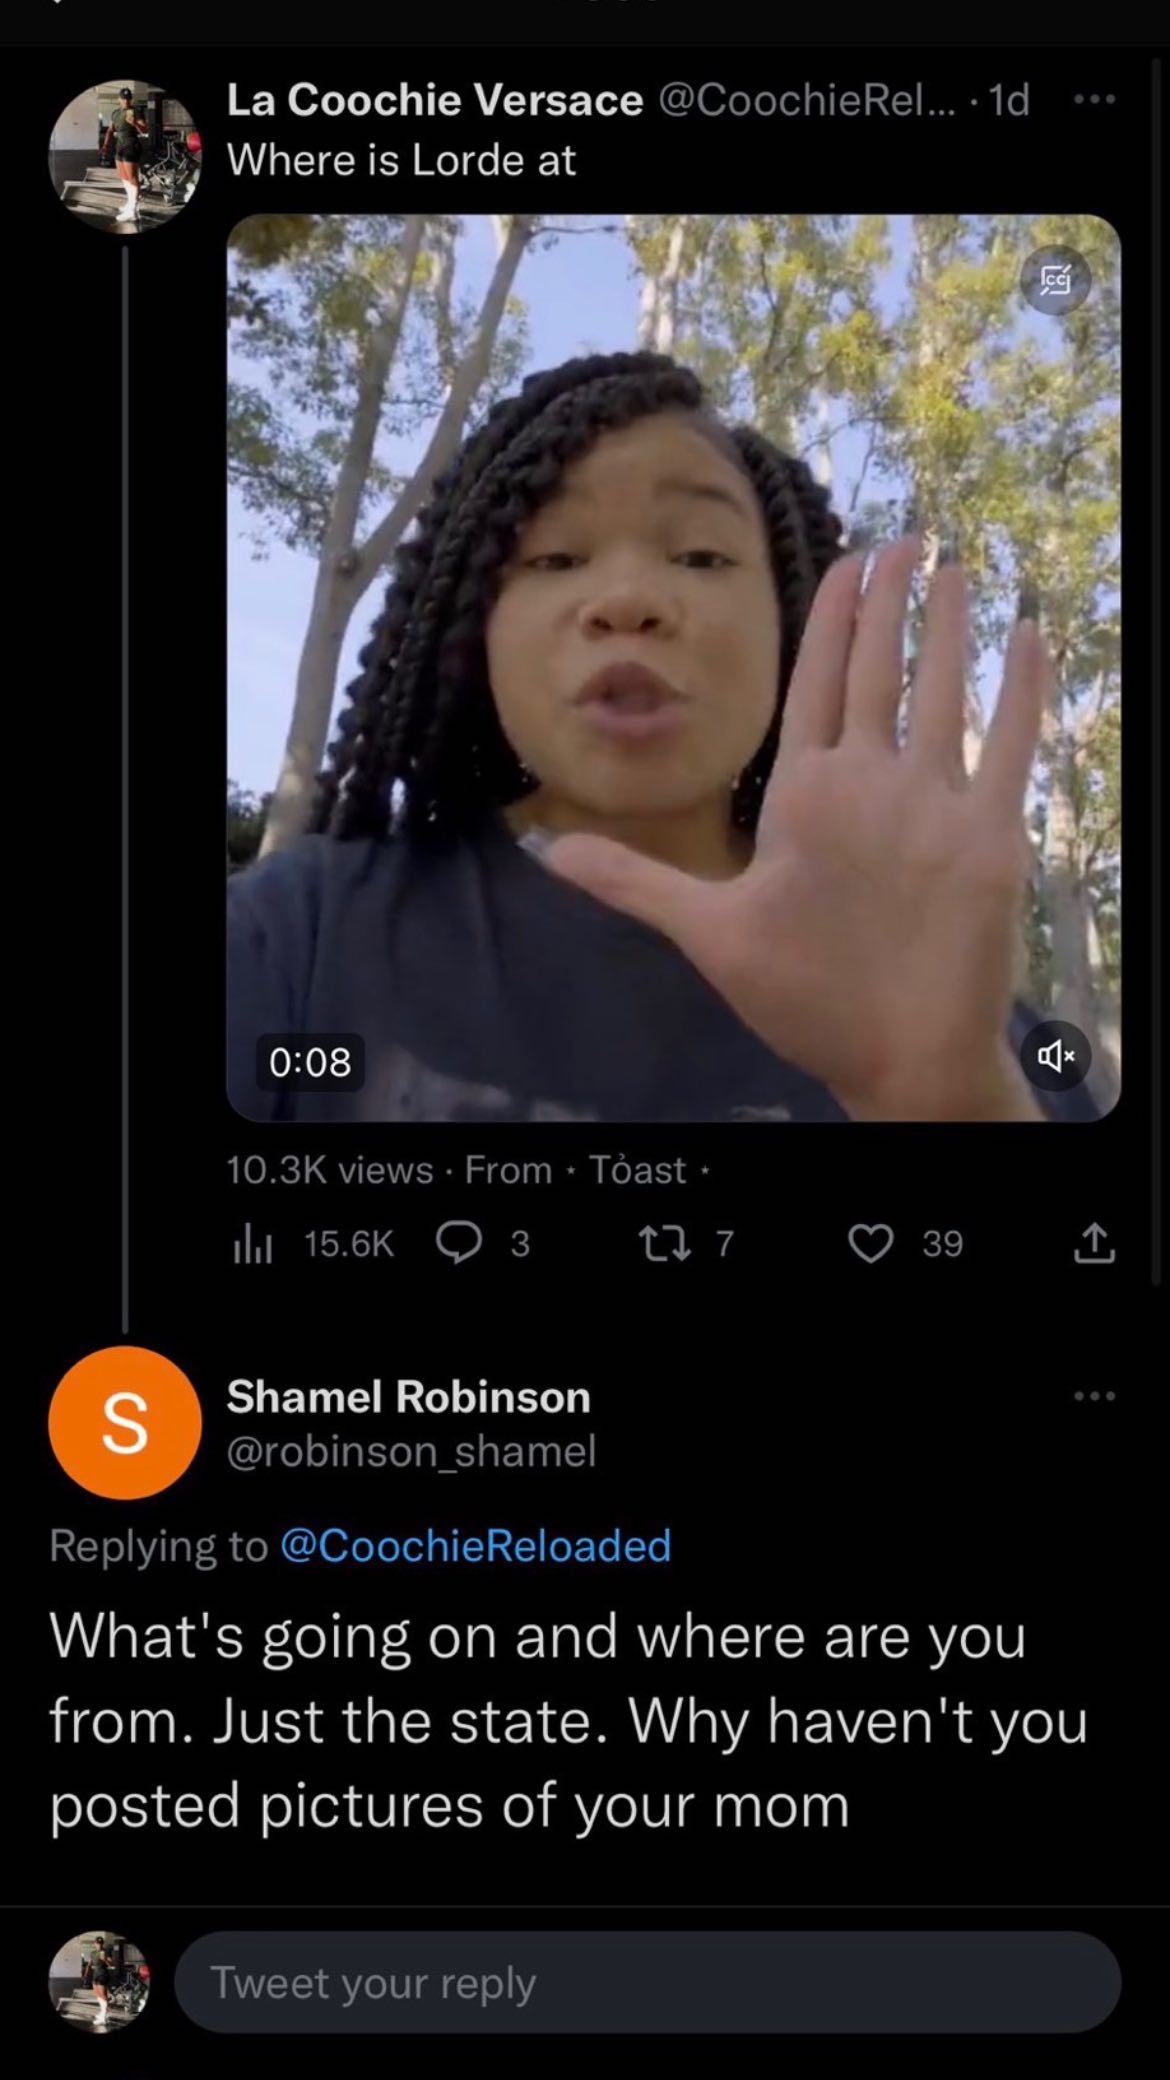 La Coochie Versace @CoochieRel... · 1d
Where is Lorde at
CC
0:08
10.3K views · From ⋆ Tỏast ⋆
15.6K 3 7 39
S
Shamel Robinson
@robinson_shamel
Replying to @CoochieReloaded
What's going on and where are you
from. Just the state. Why haven't you
posted pictures of your mom
Tweet your reply